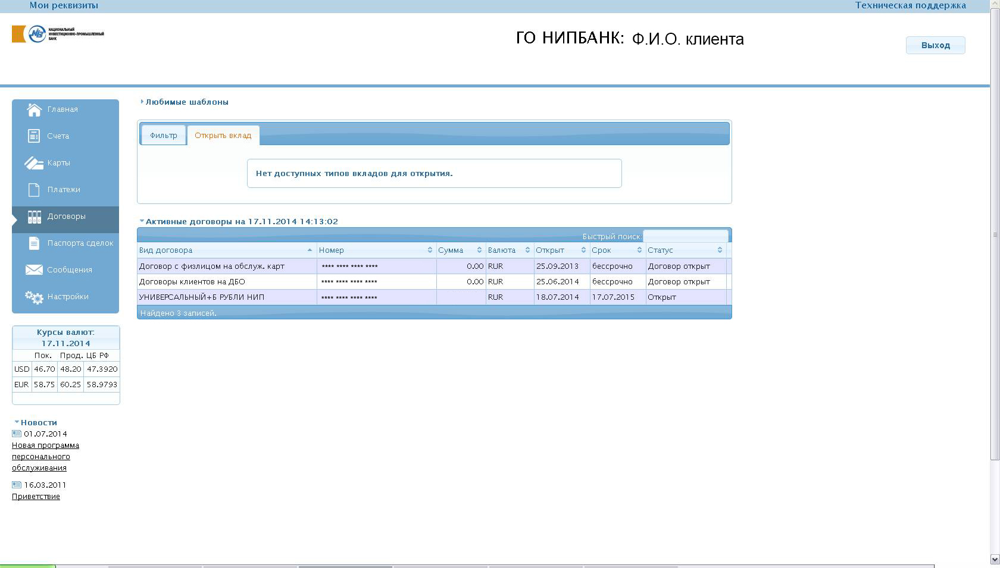 Мои реквизиты Техническая поддержка
НАЦИОНАЛЬНЫЙ
ИНВЕСТИЦИОННО-ПРОМЫШЛЕННЫЙ
БАНК
ГО НИПБАНК: Ф.И.О. клиента
Выход
Главная
Счета
Карты
Платежи
Договоры
Паспорта сделок
Сообщения
Настройки
Курсы валют:
17.11.2014
Пок. Прод. ЦБ РФ
USD 46.70 48.20 47.3920
EUR 58.75 60.25 58.9793
Новости
01.07.2014
Новая программа
персонального
обслуживания
16.03.2011
Приветствие
Любимые шаблоны
Фильтр Открыть вклад
Нет доступных типов вкладов для открытия.
Активные договоры на 17.11.2014 14:13:02
Быстрый поиск:
Вид договора Номер Сумма Валюта Открыт Срок Статус
Договор с физлицом на обслуж. карт **** **** **** **** 0.00 RUR 25.09.2013 бессрочно Договор открыт
Договоры клиентов на ДБО **** **** **** **** 0.00 RUR 25.06.2014 бессрочно Договор открыт
УНИВЕРСАЛЬНЫЙ+Б РУБЛИ НИП **** **** **** **** RUR 18.07.2014 17.07.2015 Открыт
Найдено 3 записей.